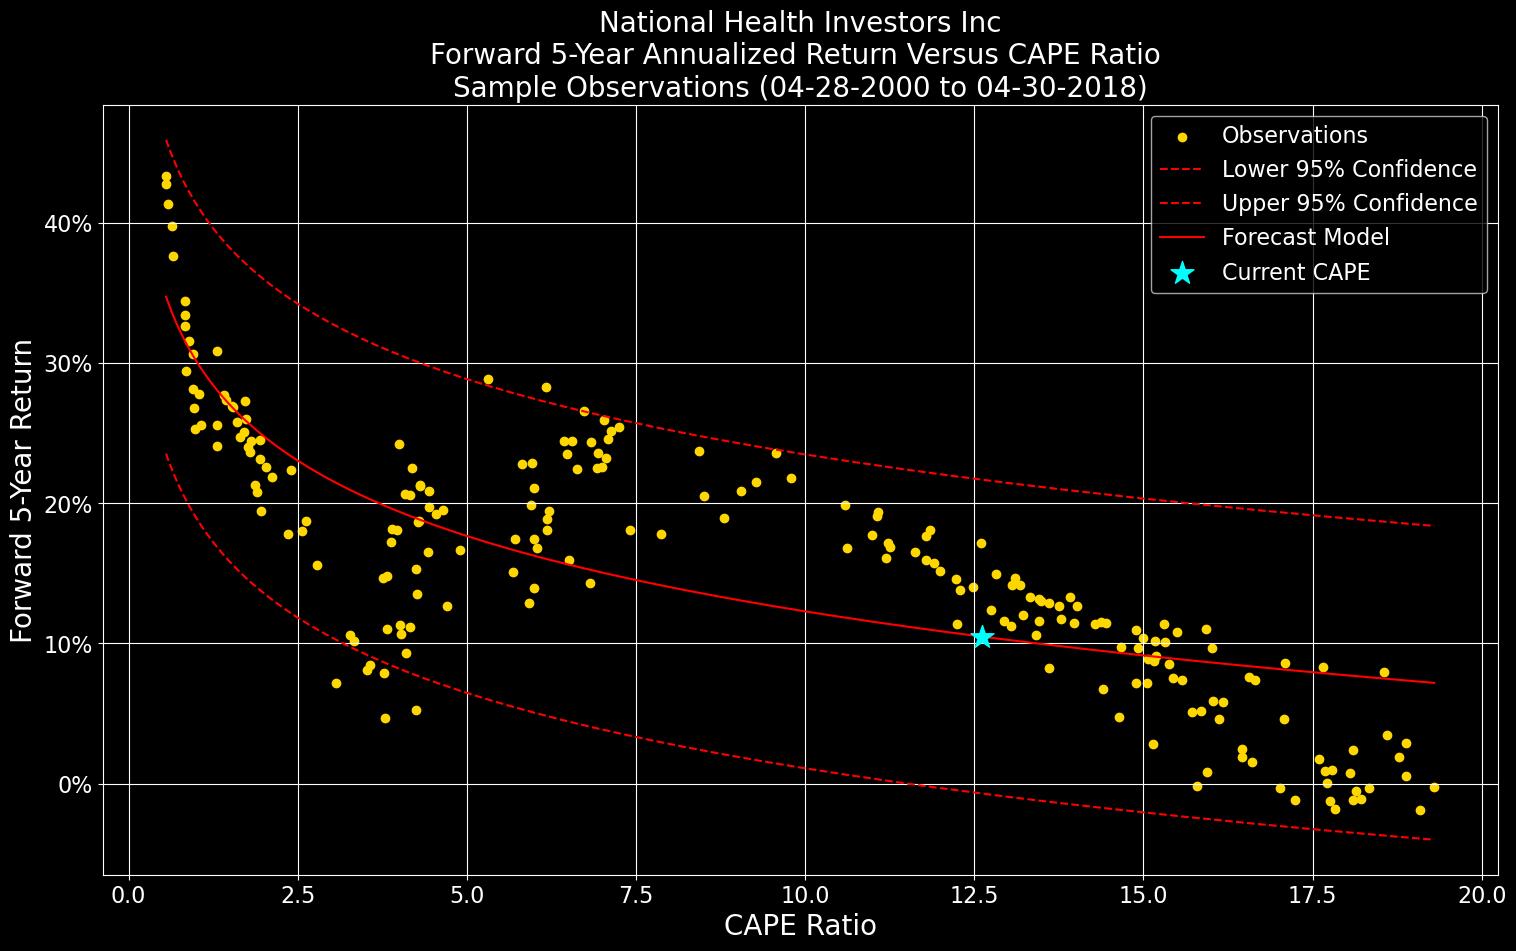 National Health Investors Inc
Forward 5-Year Annualized Return Versus CAPE Ratio
Sample Observations (04-28-2000 to 04-30-2018)
Observations
Lower 95% Confidence
Upper 95% Confidence
Forecast Model
Current CAPE
Forward 5-Year Return
40%
30%
20%
10%
0%
0.0 2.5 5.0 7.5 10.0 12.5 15.0 17.5 20.0
CAPE Ratio